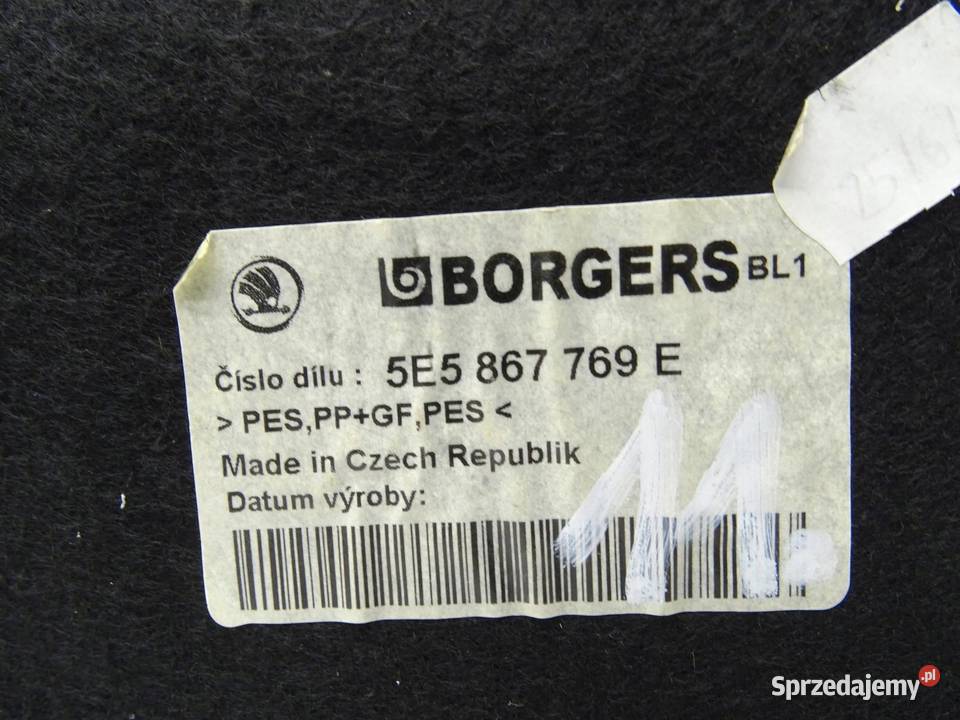 BORGERS BL1
Číslo dílu : 5E5 867 769 E
> PES,PP+GF,PES <
Made in Czech Republik
Datum výroby:
11.
Sprzedajemy.pl